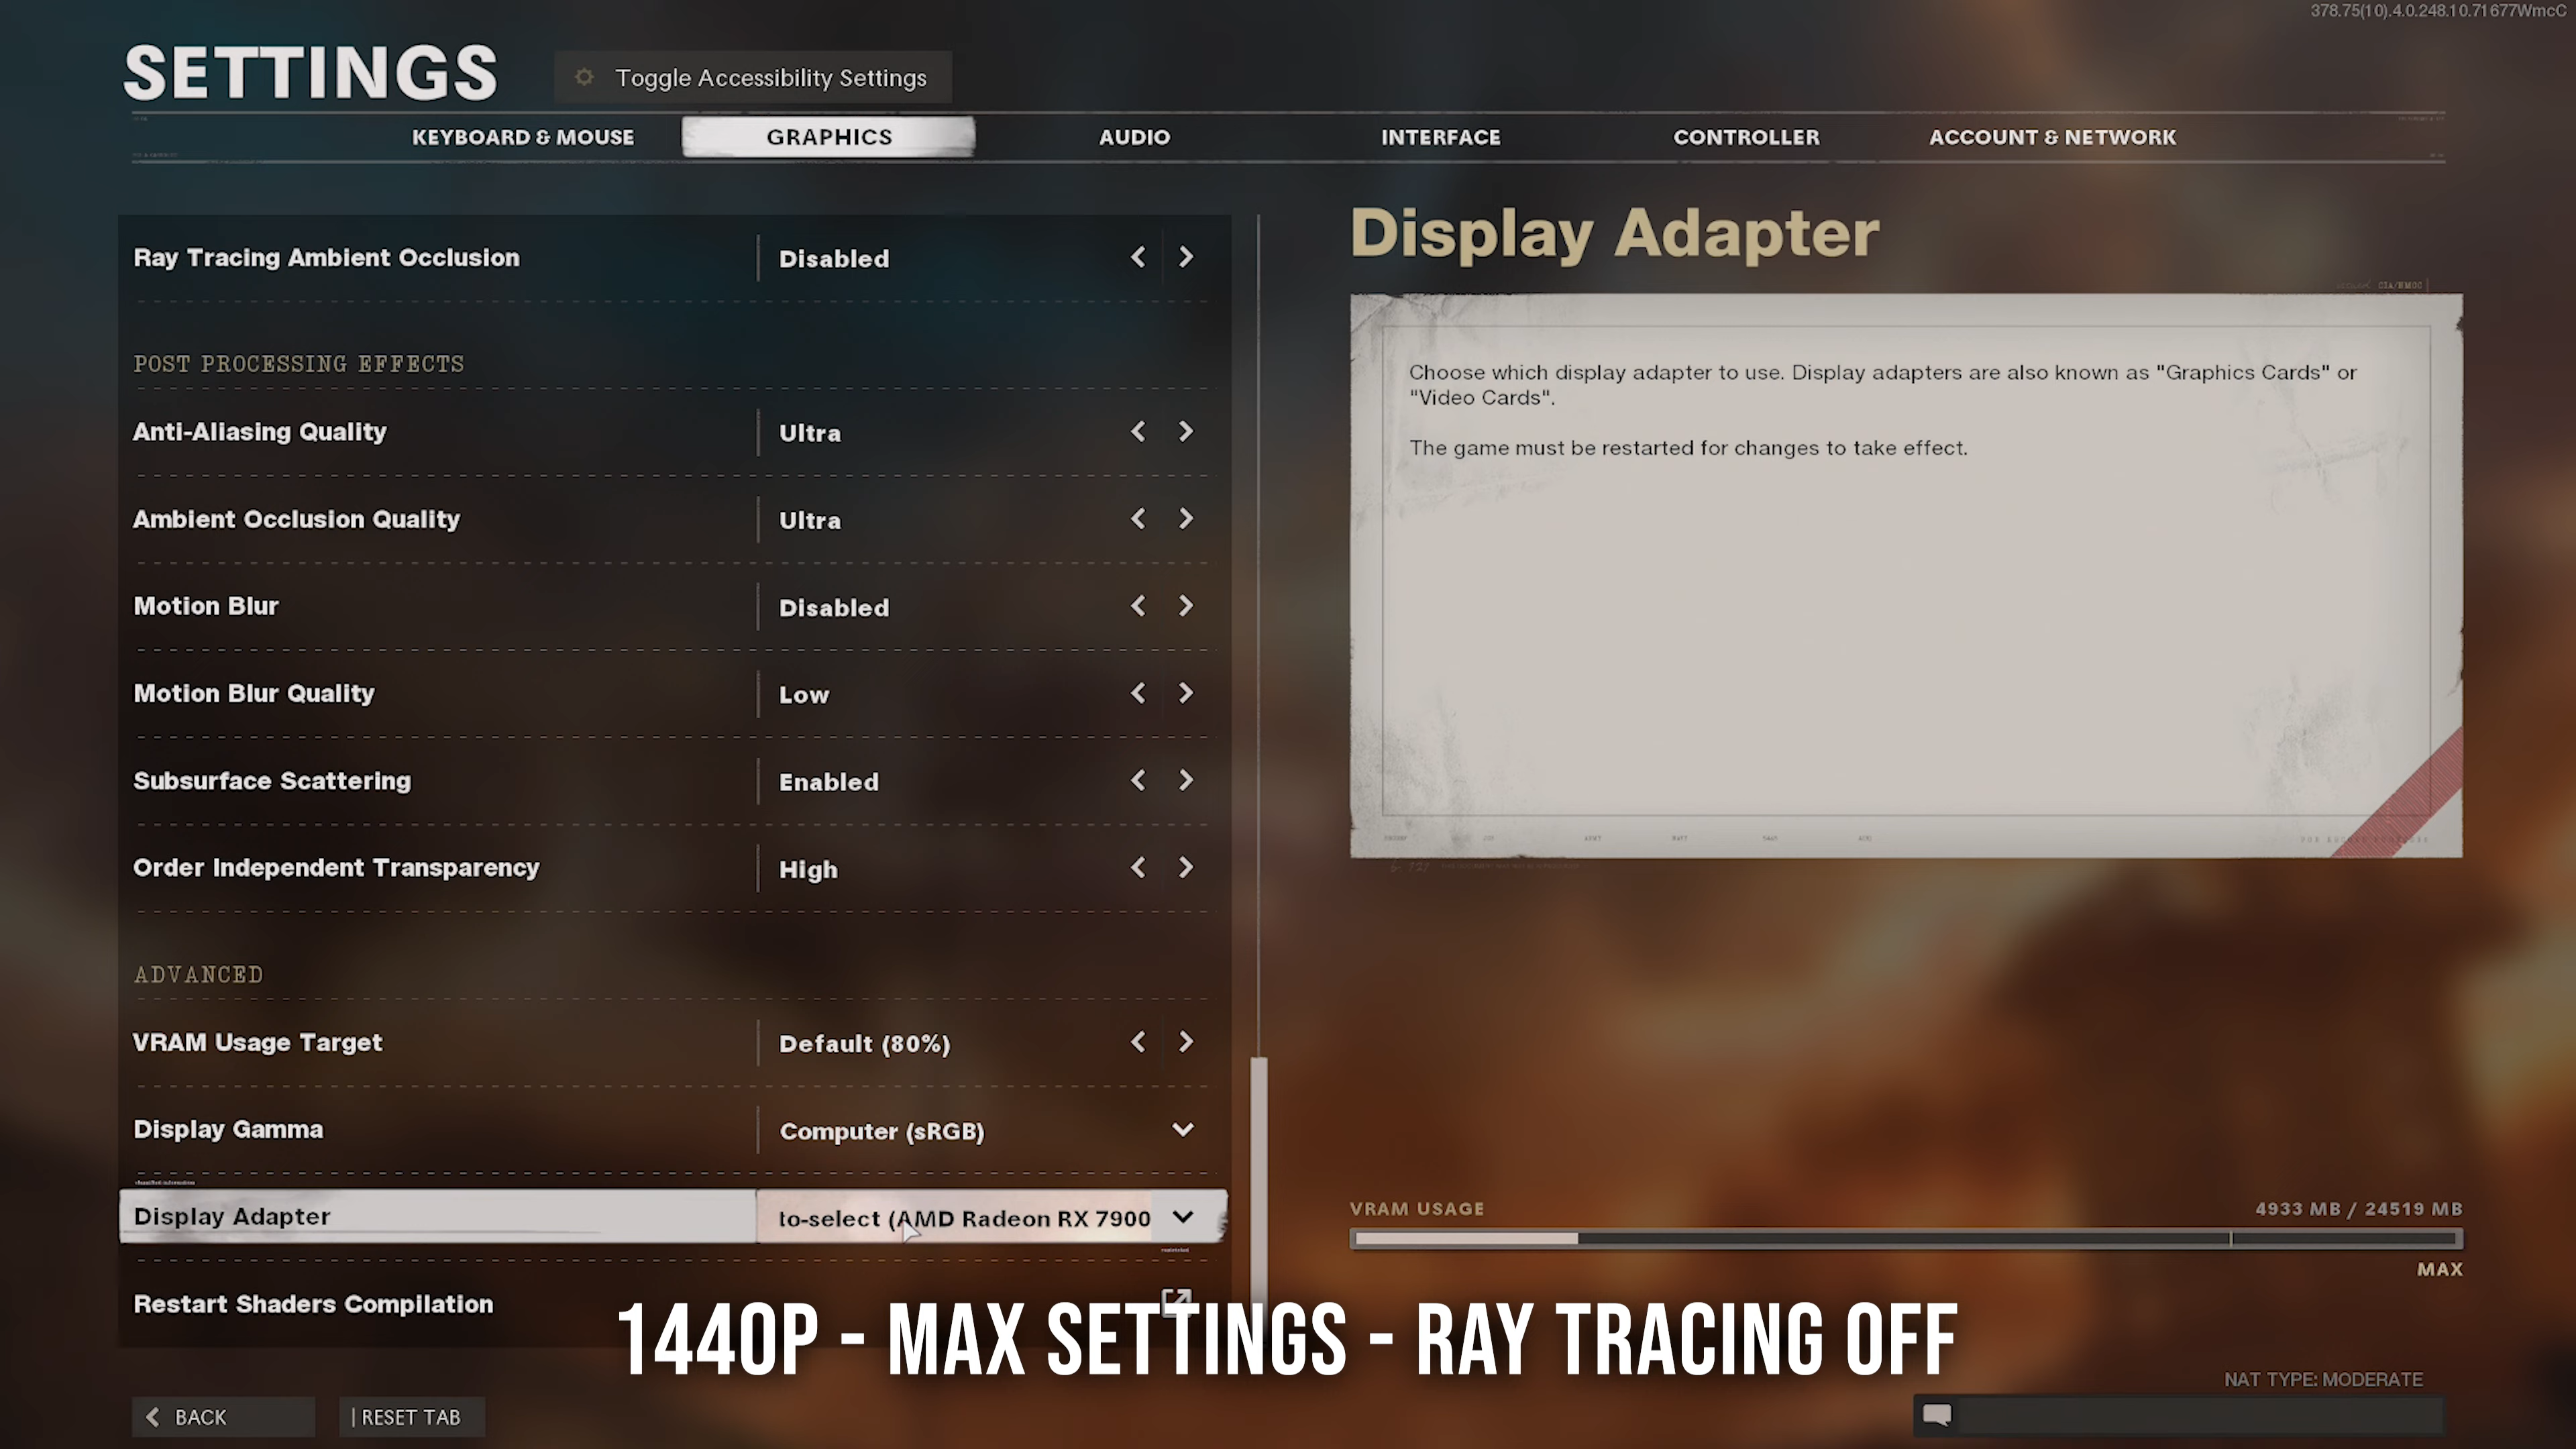 378.75(10).4.0.248.10.71677WmcC
SETTINGS
Toggle Accessibility Settings
KEYBOARD & MOUSE
GRAPHICS
AUDIO
INTERFACE
CONTROLLER
ACCOUNT & NETWORK
Ray Tracing Ambient Occlusion Disabled
POST PROCESSING EFFECTS
Anti-Aliasing Quality Ultra
Ambient Occlusion Quality Ultra
Motion Blur Disabled
Motion Blur Quality Low
Subsurface Scattering Enabled
Order Independent Transparency High
ADVANCED
VRAM Usage Target Default (80%)
Display Gamma Computer (sRGB)
Display Adapter to-select (AMD Radeon RX 7900
Restart Shaders Compilation
Display Adapter
CIA/WMOC
Choose which display adapter to use. Display adapters are also known as "Graphics Cards" or
"Video Cards".
The game must be restarted for changes to take effect.
VRAM USAGE 4933 MB / 24519 MB
MAX
1440P - MAX SETTINGS - RAY TRACING OFF
NAT TYPE: MODERATE
BACK
RESET TAB